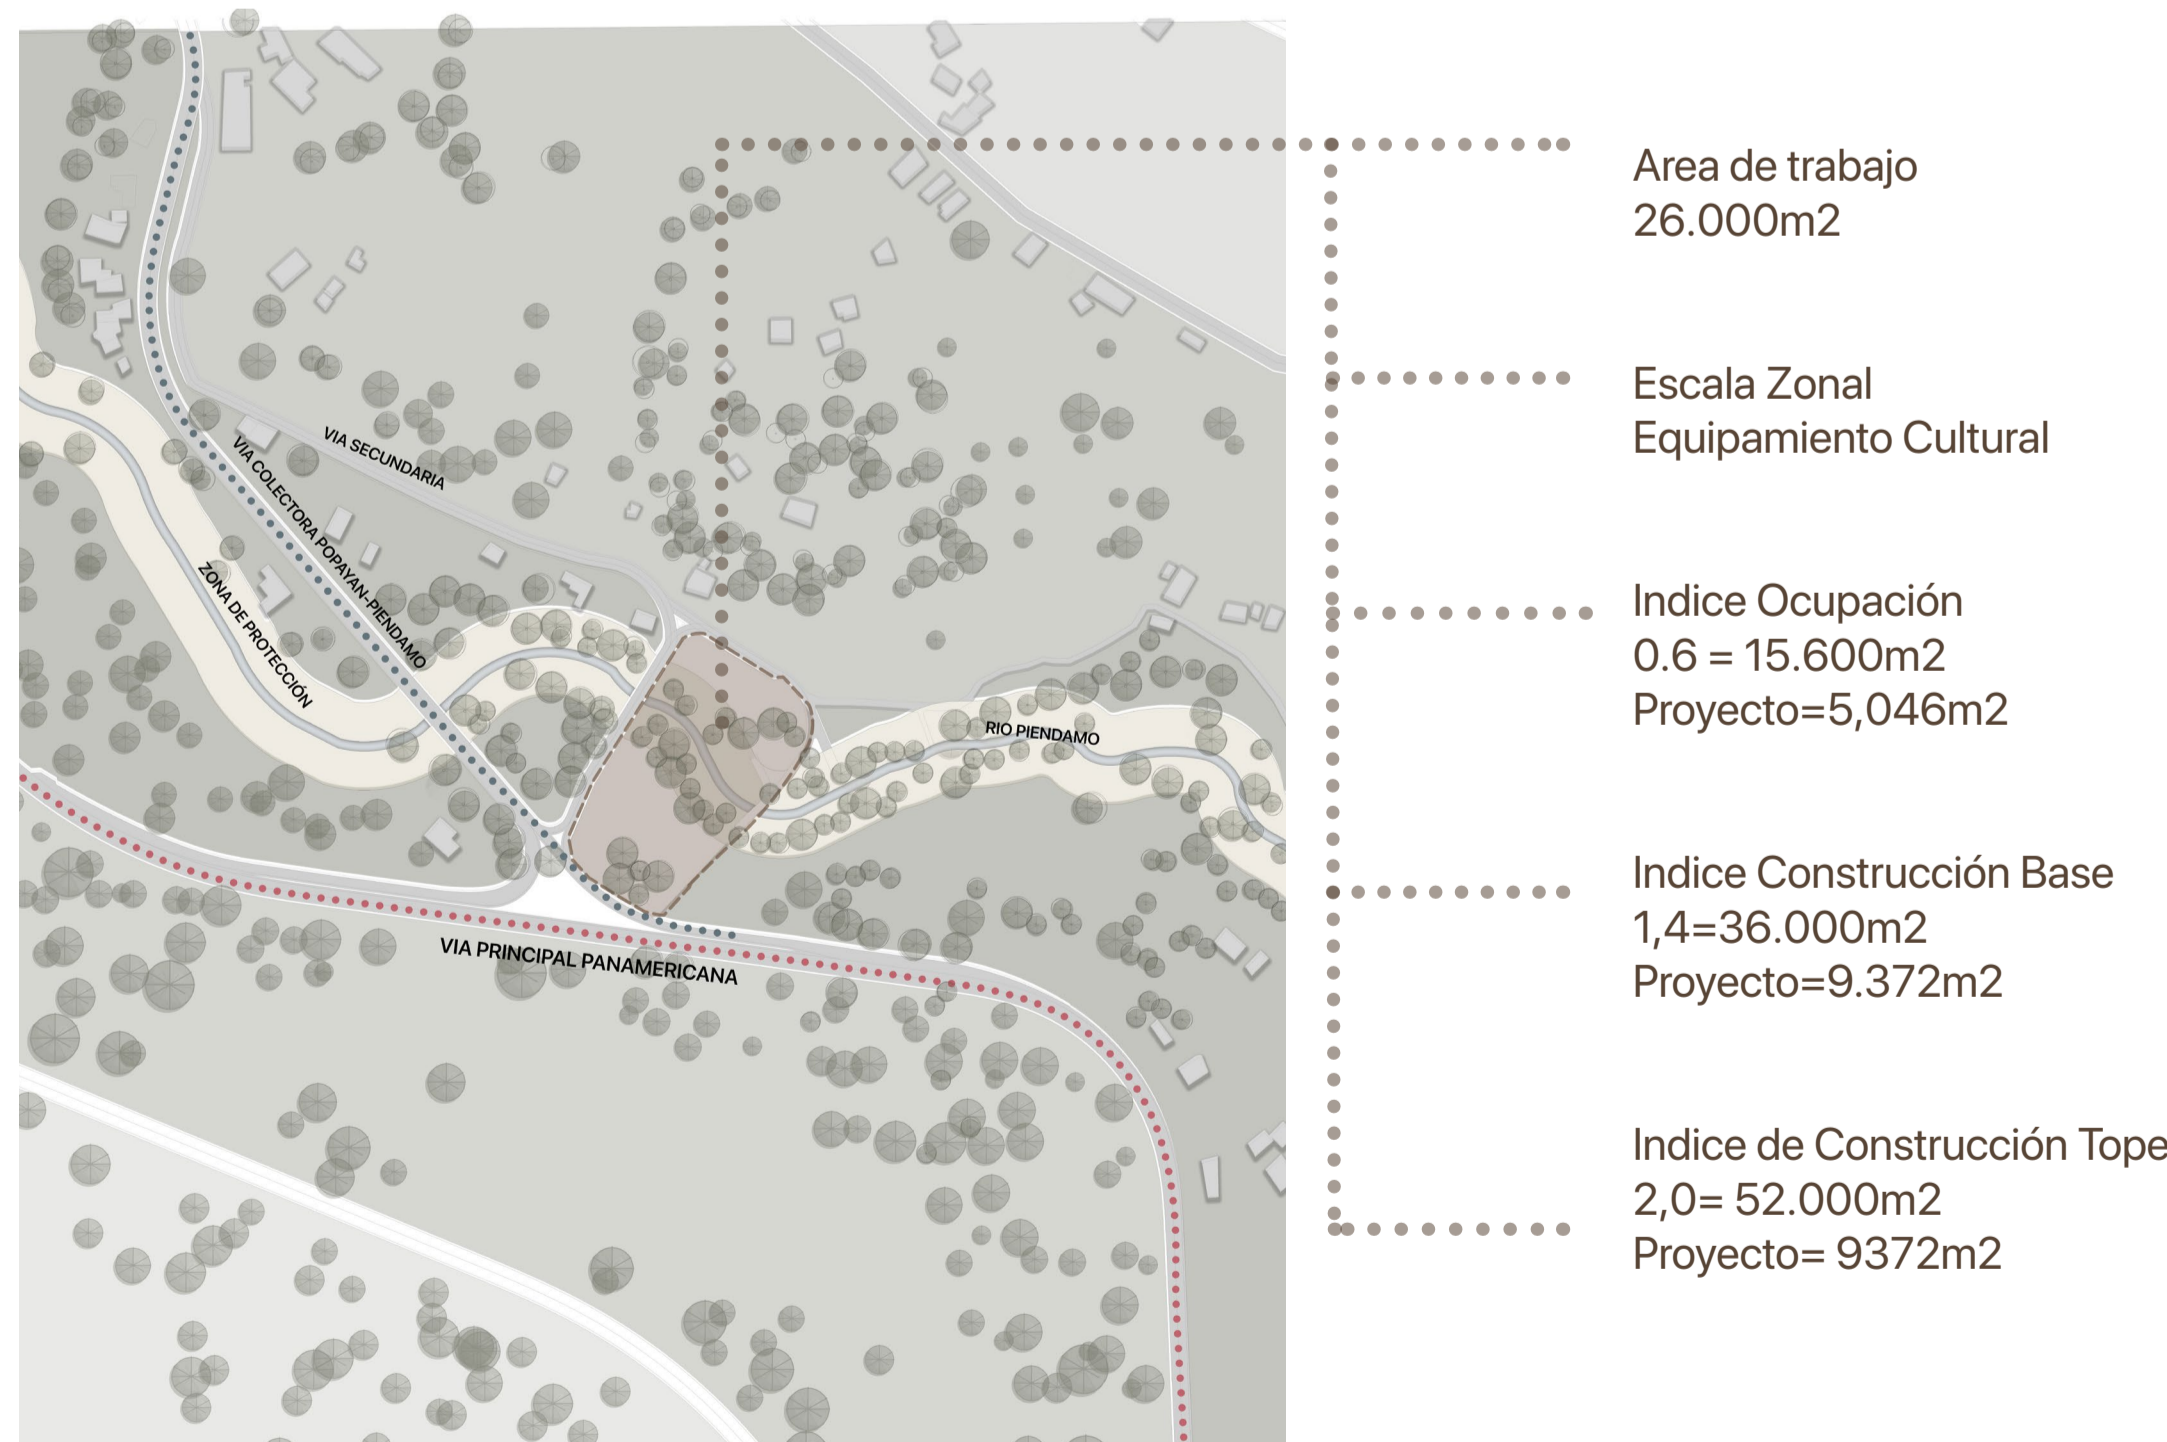 VIA SECUNDARIA
VIA COLECTORA POPAYAN-PIENDAMO
ZONA DE PROTECCIÓN
RIO PIENDAMO
VIA PRINCIPAL PANAMERICANA
Area de trabajo
26.000m2
Escala Zonal
Equipamiento Cultural
Indice Ocupación
0.6 = 15.600m2
Proyecto=5,046m2
Indice Construcción Base
1,4=36.000m2
Proyecto=9.372m2
Indice de Construcción Tope
2,0= 52.000m2
Proyecto= 9372m2